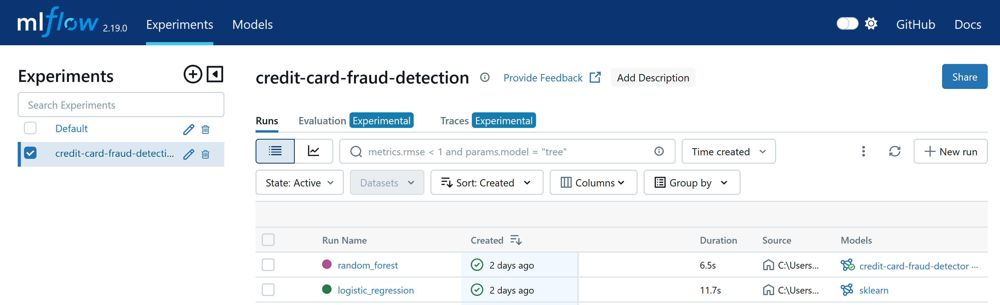 mlflow 2.19.0 Experiments Models GitHub Docs
Experiments
Search Experiments
Default
credit-card-fraud-detecti...
credit-card-fraud-detection Provide Feedback Add Description Share
Runs Evaluation Experimental Traces Experimental
metrics.rmse < 1 and params.model = "tree" Time created New run
State: Active Datasets Sort: Created Columns Group by
Run Name Created Duration Source Models
random_forest 2 days ago 6.5s C:\Users... credit-card-fraud-detector ...
logistic_regression 2 days ago 11.7s C:\Users... sklearn